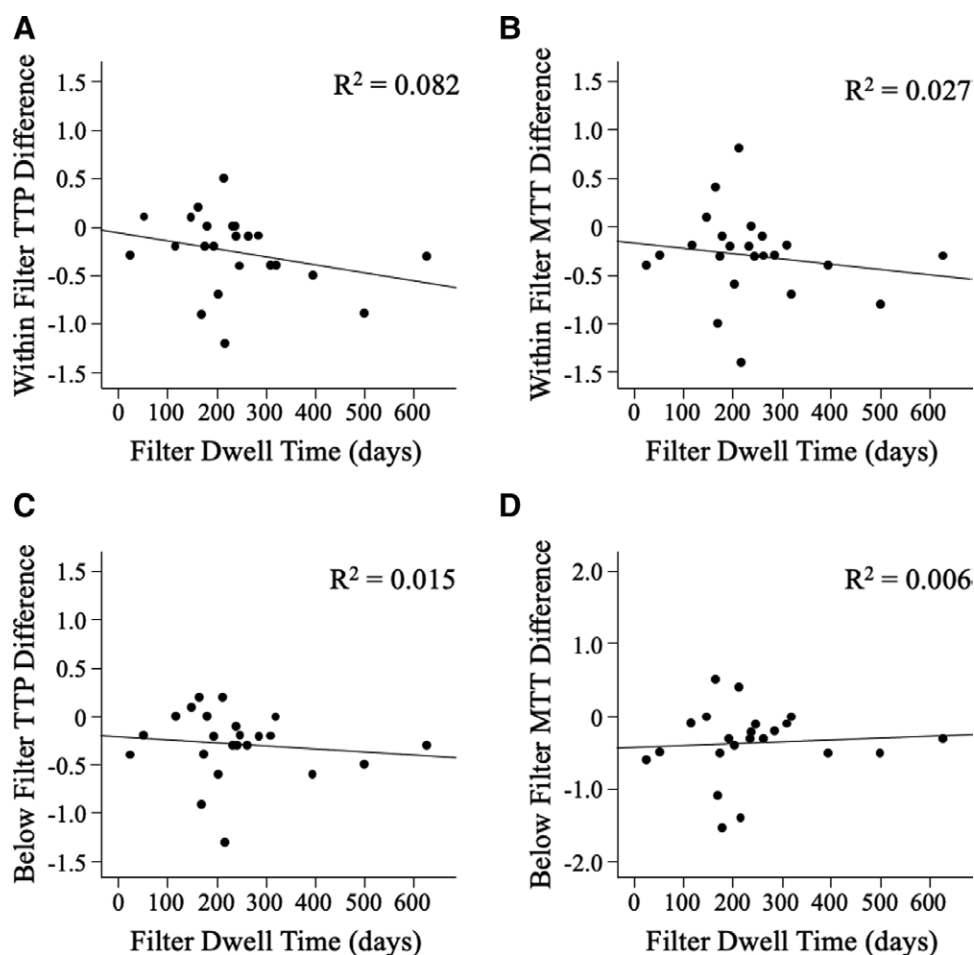 A
Within Filter TTP Difference
R² = 0.082
1.5
1.0
0.5
0
-0.5
-1.0
-1.5
0 100 200 300 400 500 600
Filter Dwell Time (days)
B
Within Filter MTT Difference
R² = 0.027
1.5
1.0
0.5
0
-0.5
-1.0
-1.5
0 100 200 300 400 500 600
Filter Dwell Time (days)
C
Below Filter TTP Difference
R² = 0.015
1.5
1.0
0.5
0
-0.5
-1.0
-1.5
0 100 200 300 400 500 600
Filter Dwell Time (days)
D
Below Filter MTT Difference
R² = 0.006
2.0
1.0
0
-1.0
-2.0
0 100 200 300 400 500 600
Filter Dwell Time (days)